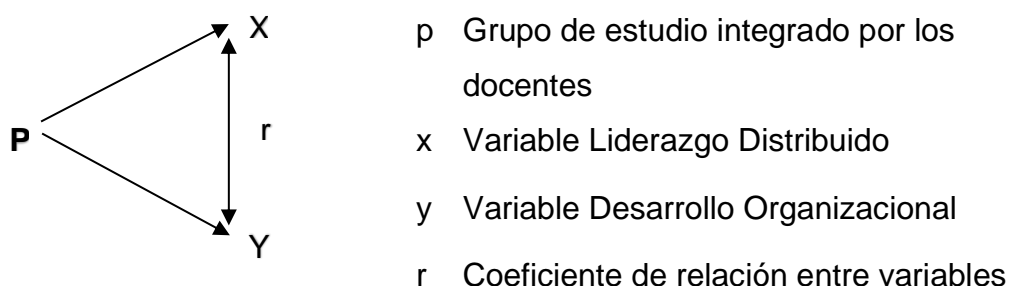 X
P
r
Y
p Grupo de estudio integrado por los
docentes
x Variable Liderazgo Distribuido
y Variable Desarrollo Organizacional
r Coeficiente de relación entre variables